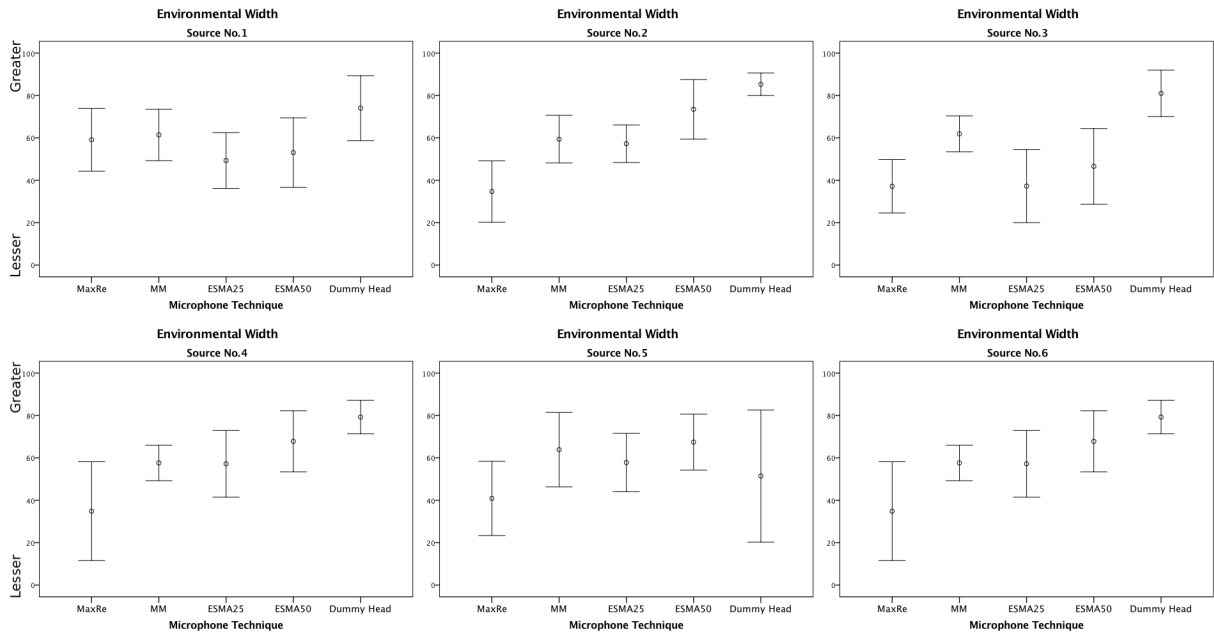 Environmental Width
Source No.1
Greater
Lesser
100
80
60
40
20
0
MaxRe MM ESMA25 ESMA50 Dummy Head
Microphone Technique
Environmental Width
Source No.2
100
80
60
40
20
0
MaxRe MM ESMA25 ESMA50 Dummy Head
Microphone Technique
Environmental Width
Source No.3
100
80
60
40
20
0
MaxRe MM ESMA25 ESMA50 Dummy Head
Microphone Technique
Environmental Width
Source No.4
Greater
Lesser
100
80
60
40
20
0
MaxRe MM ESMA25 ESMA50 Dummy Head
Microphone Technique
Environmental Width
Source No.5
100
80
60
40
20
0
MaxRe MM ESMA25 ESMA50 Dummy Head
Microphone Technique
Environmental Width
Source No.6
100
80
60
40
20
0
MaxRe MM ESMA25 ESMA50 Dummy Head
Microphone Technique